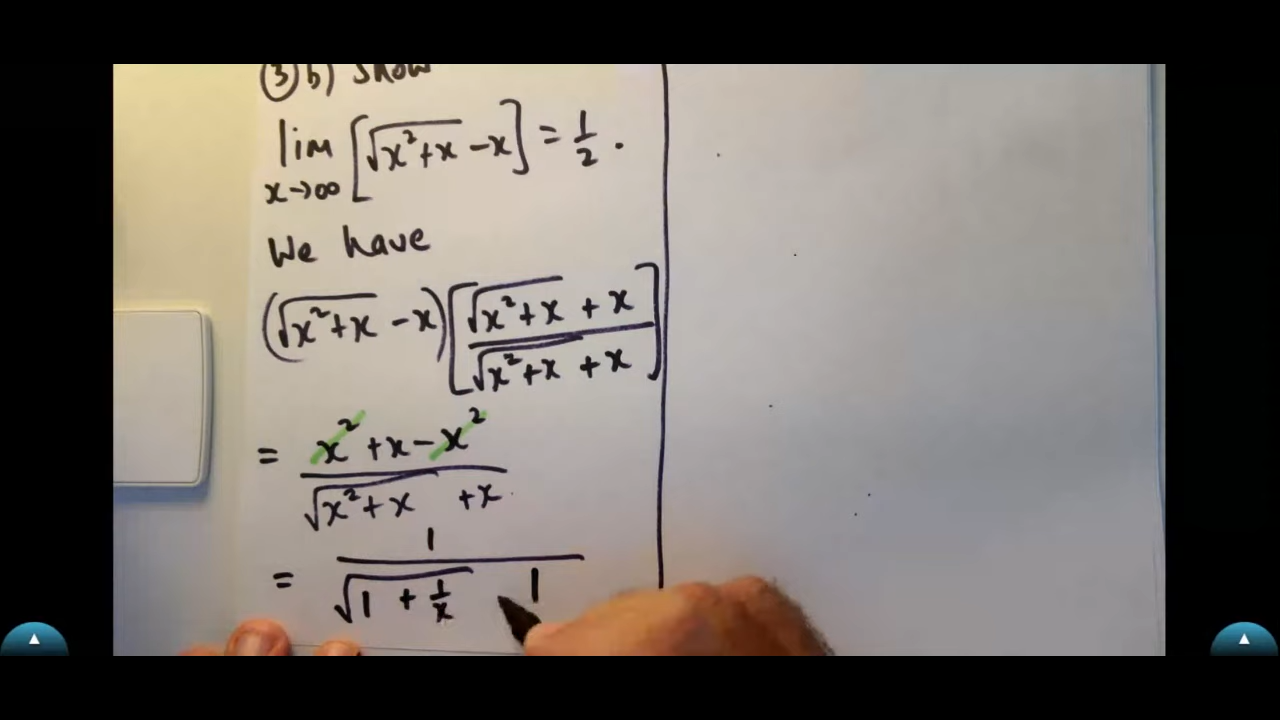 ③ b) Show
lim x→∞ [√(x²+x) - x] = 1/2 .
We have
(√(x²+x) - x) [(√(x²+x) + x)/(√(x²+x) + x)]
= (x² + x - x²)/(√(x²+x) + x)
= 1/(√(1 + 1/x) 1)